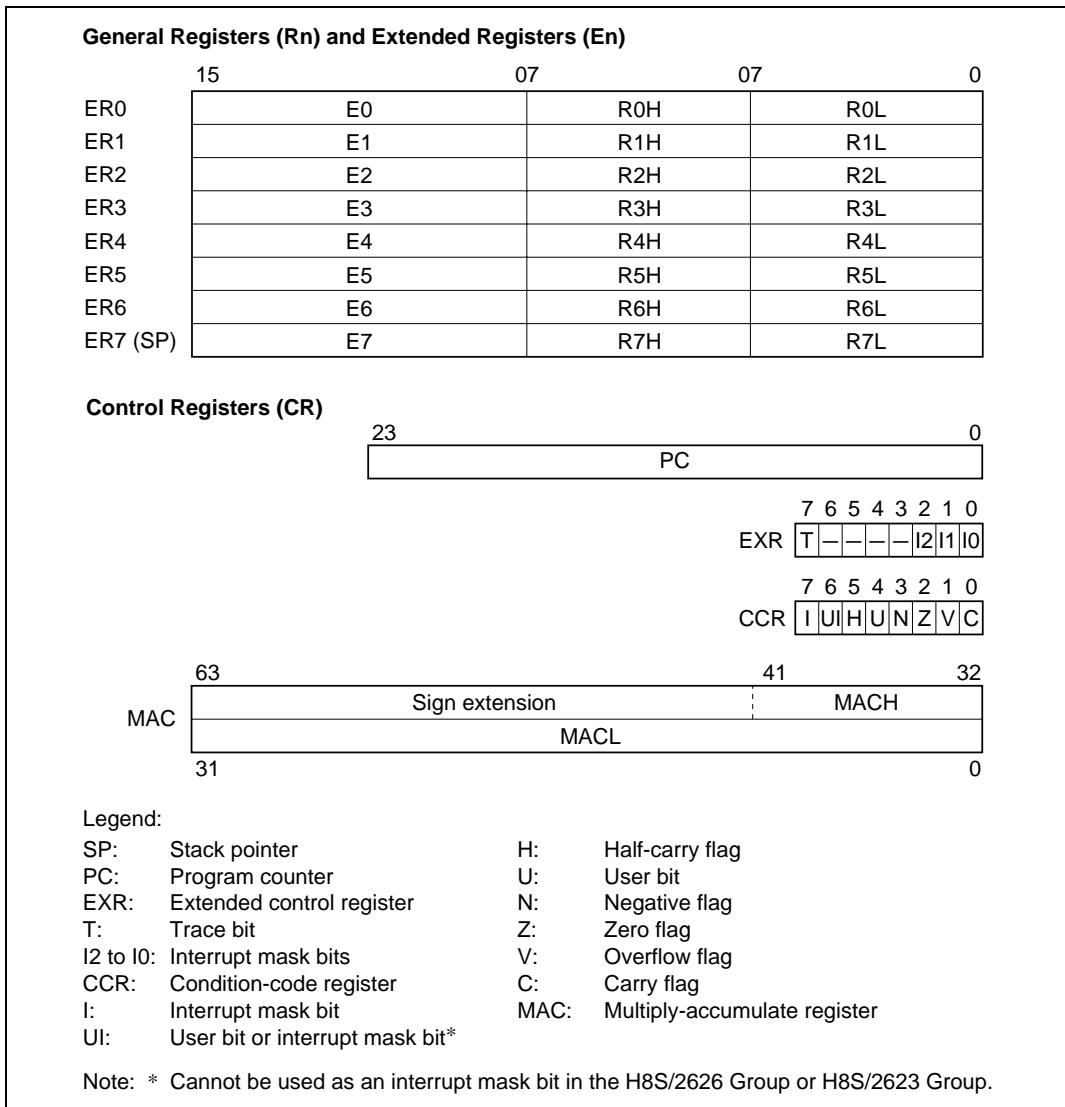 General Registers (Rn) and Extended Registers (En)
15 07 07 0
ER0 E0 R0H R0L
ER1 E1 R1H R1L
ER2 E2 R2H R2L
ER3 E3 R3H R3L
ER4 E4 R4H R4L
ER5 E5 R5H R5L
ER6 E6 R6H R6L
ER7 (SP) E7 R7H R7L
Control Registers (CR)
23 0
PC
7 6 5 4 3 2 1 0
EXR T — — — — I2 I1 I0
7 6 5 4 3 2 1 0
CCR I UI H U N Z V C
63 41 32
Sign extension MACH
MAC
MACL
31 0
Legend:
SP: Stack pointer H: Half-carry flag
PC: Program counter U: User bit
EXR: Extended control register N: Negative flag
T: Trace bit Z: Zero flag
I2 to I0: Interrupt mask bits V: Overflow flag
CCR: Condition-code register C: Carry flag
I: Interrupt mask bit MAC: Multiply-accumulate register
UI: User bit or interrupt mask bit*
Note: * Cannot be used as an interrupt mask bit in the H8S/2626 Group or H8S/2623 Group.